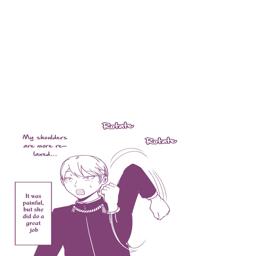 Rotate
Rotate
My shoulders
are more re-
laxed...
It was
painful,
but she
did do a
great
job